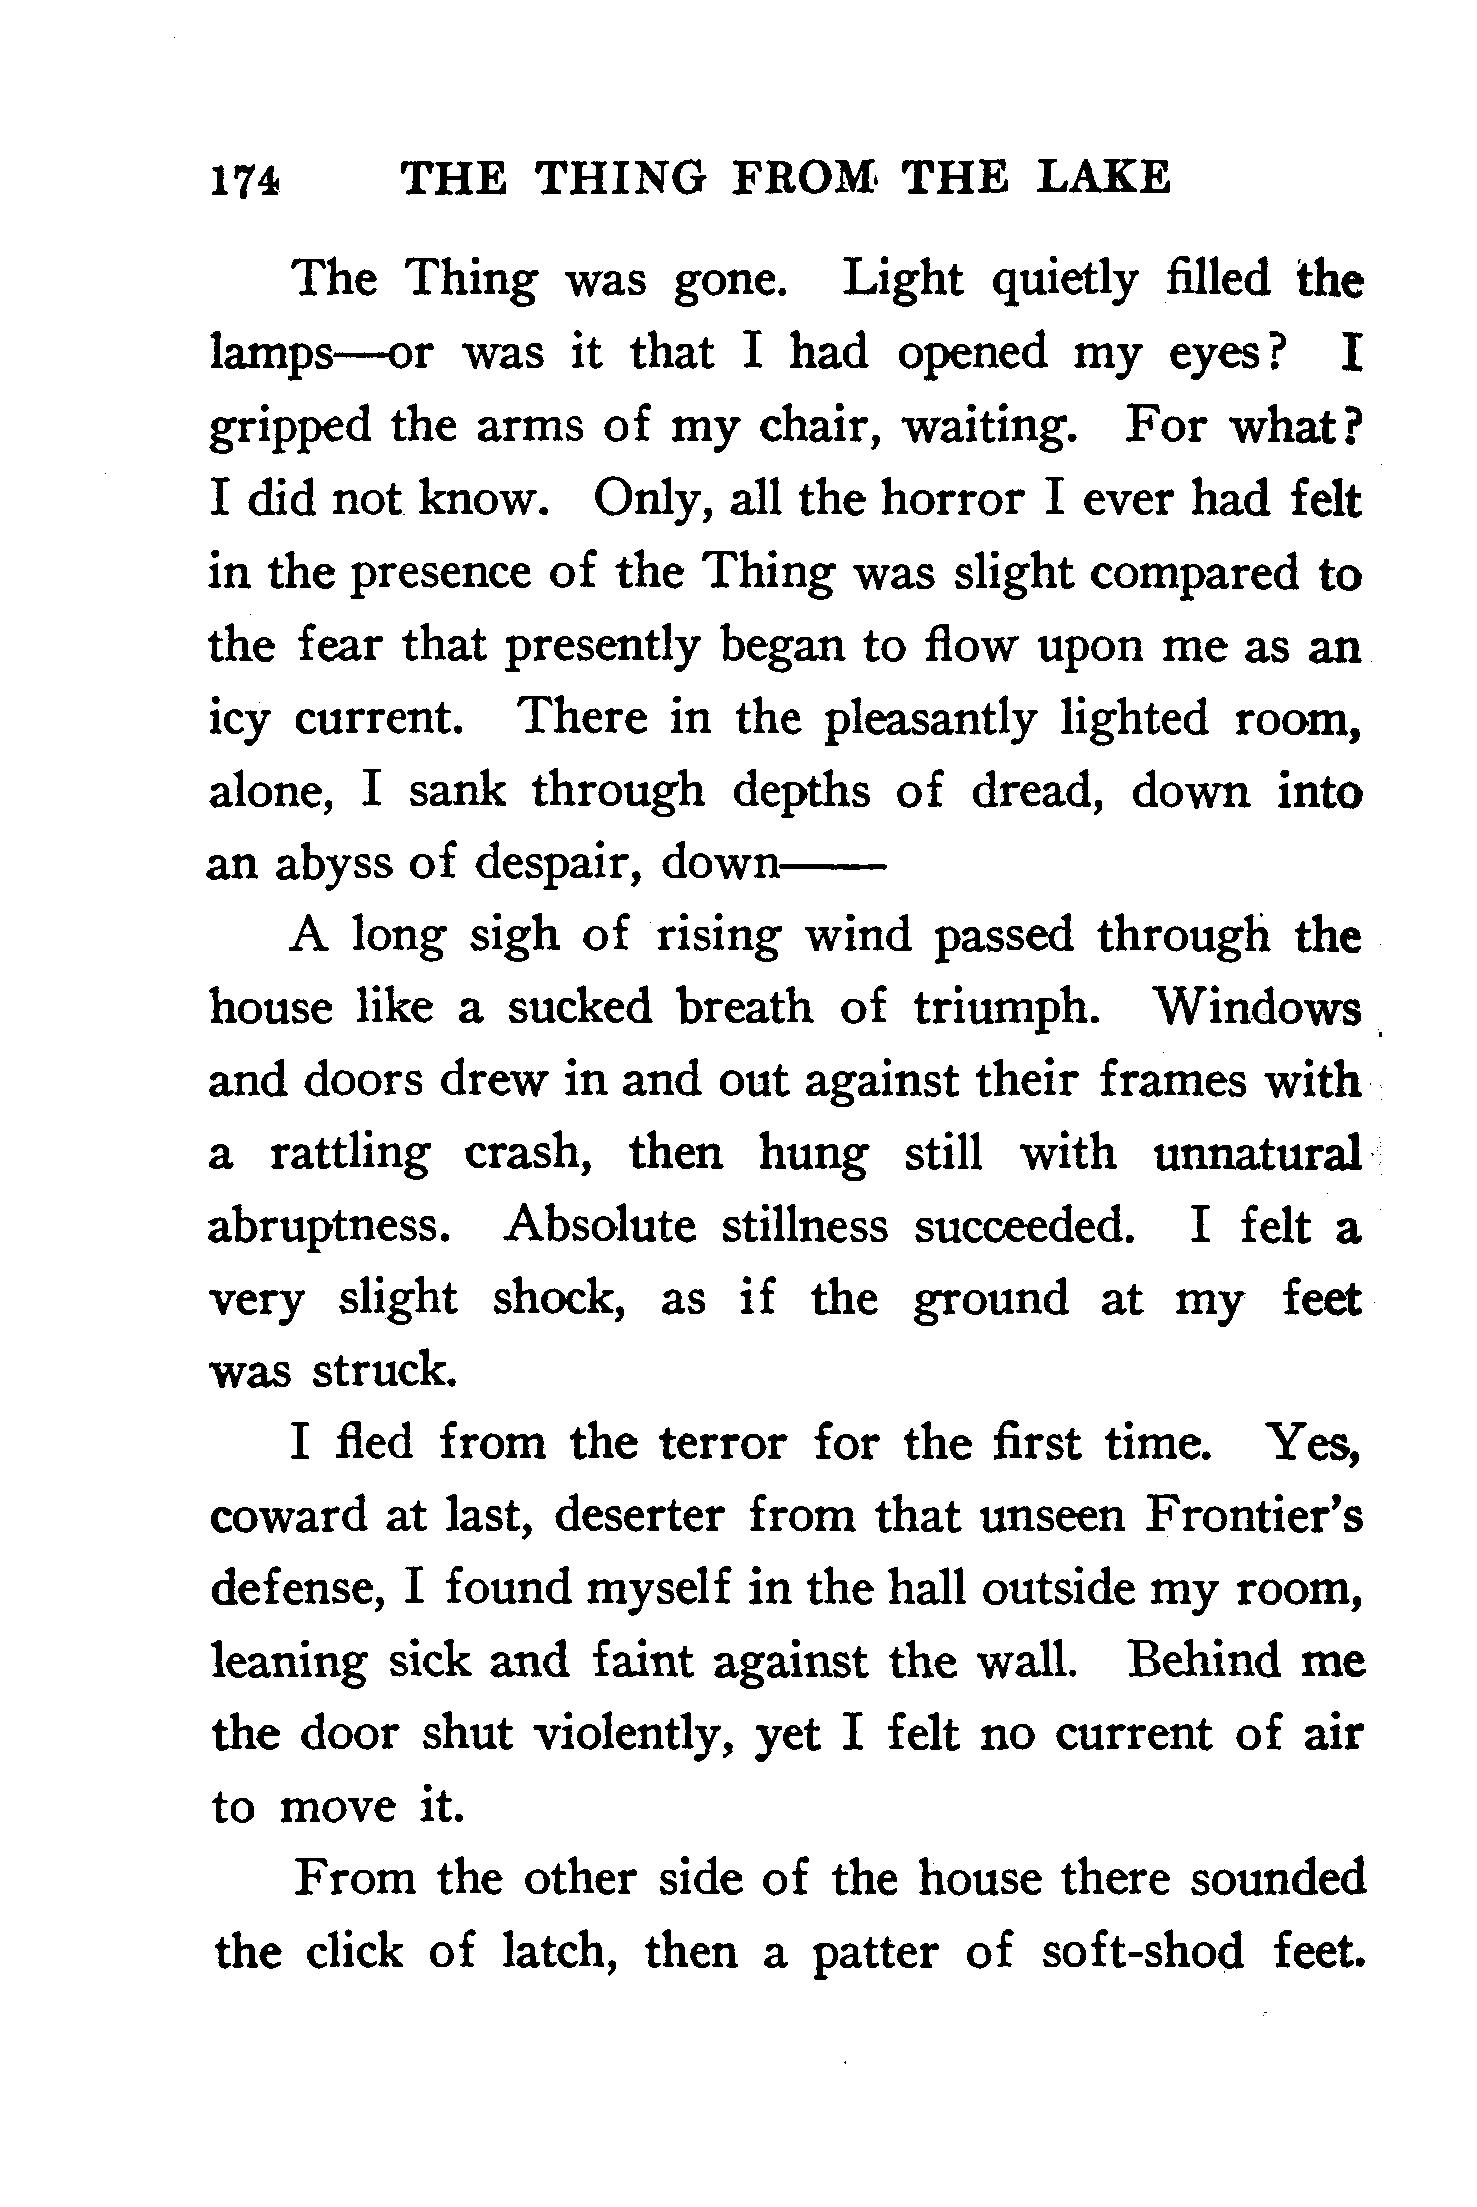 174 THE THING FROM THE LAKE
The Thing was gone. Light quietly filled the
lamps—or was it that I had opened my eyes? I
gripped the arms of my chair, waiting. For what?
I did not know. Only, all the horror I ever had felt
in the presence of the Thing was slight compared to
the fear that presently began to flow upon me as an
icy current. There in the pleasantly lighted room,
alone, I sank through depths of dread, down into
an abyss of despair, down——
A long sigh of rising wind passed through the
house like a sucked breath of triumph. Windows
and doors drew in and out against their frames with
a rattling crash, then hung still with unnatural
abruptness. Absolute stillness succeeded. I felt a
very slight shock, as if the ground at my feet
was struck.
I fled from the terror for the first time. Yes,
coward at last, deserter from that unseen Frontier's
defense, I found myself in the hall outside my room,
leaning sick and faint against the wall. Behind me
the door shut violently, yet I felt no current of air
to move it.
From the other side of the house there sounded
the click of latch, then a patter of soft-shod feet.